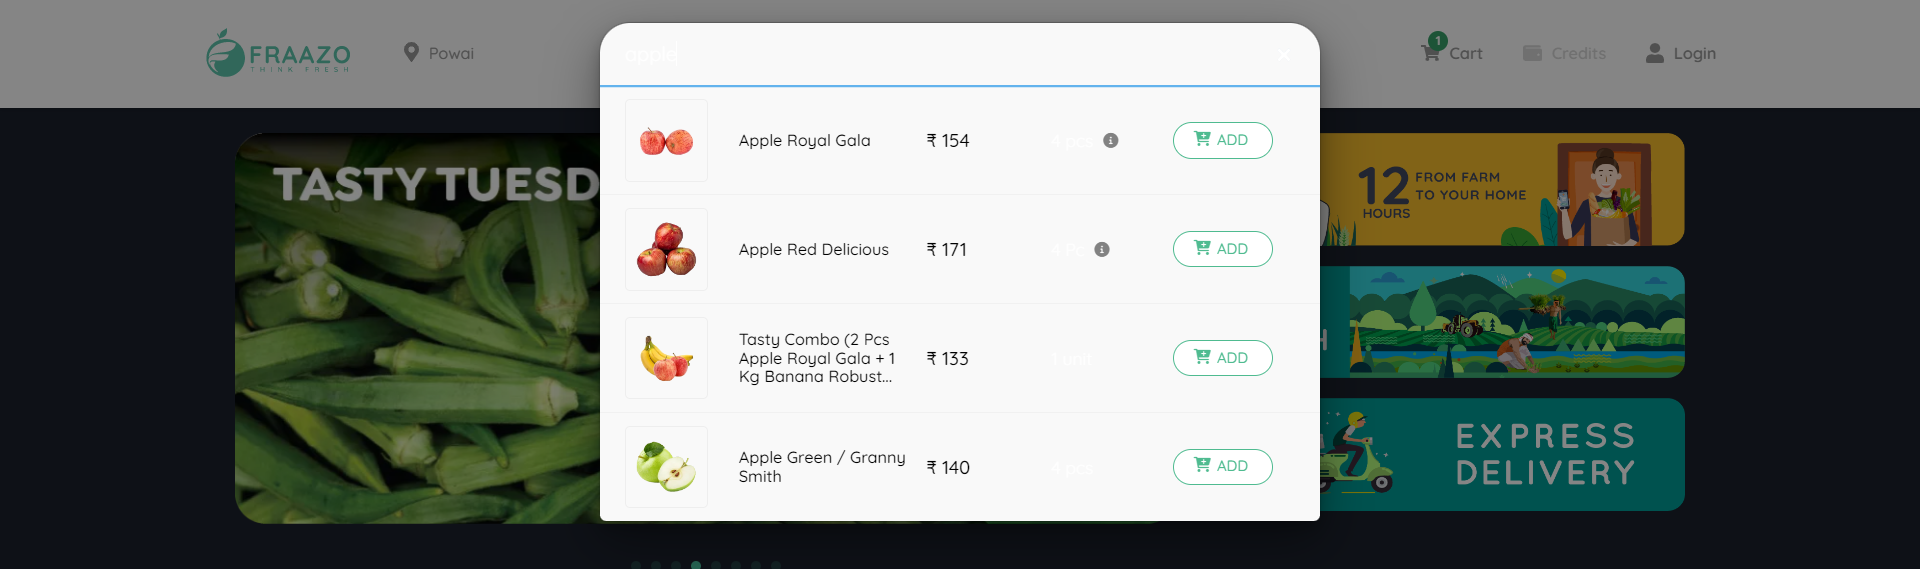 FRAAZO
THINK FRESH
Powai
apple
1
Cart
Credits
Login
Apple Royal Gala
₹ 154
4 pcs
ADD
Apple Red Delicious
₹ 171
4 Pc
ADD
Tasty Combo (2 Pcs
Apple Royal Gala + 1
Kg Banana Robust...
₹ 133
1 unit
ADD
Apple Green / Granny
Smith
₹ 140
4 pcs
ADD
TASTY TUESD
12
HOURS
FROM FARM
TO YOUR HOME
EXPRESS
DELIVERY